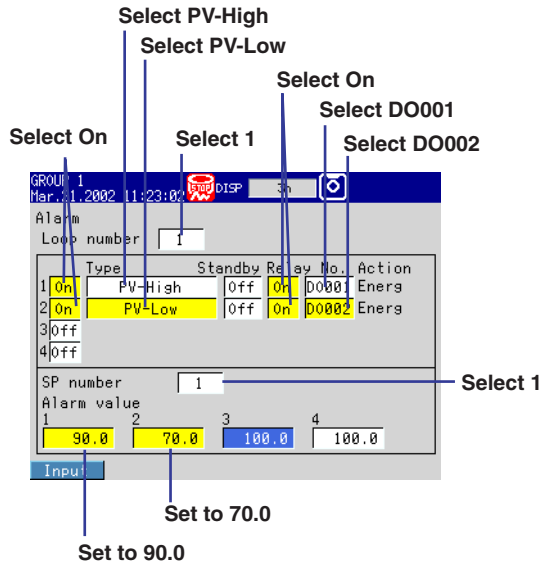 Select PV-High
Select PV-Low
Select On
Select DO001
Select On
Select 1
Select DO002
GROUP 1
Mar.21.2002 11:23:02 STOP DISP 3h
Alarm
Loop number 1
Type Standby Relay No. Action
1 On PV-High Off On DO001 Energ
2 On PV-Low Off On DO002 Energ
3 Off
4 Off
SP number 1
Select 1
Alarm value
1 2 3 4
90.0 70.0 100.0 100.0
Input
Set to 70.0
Set to 90.0